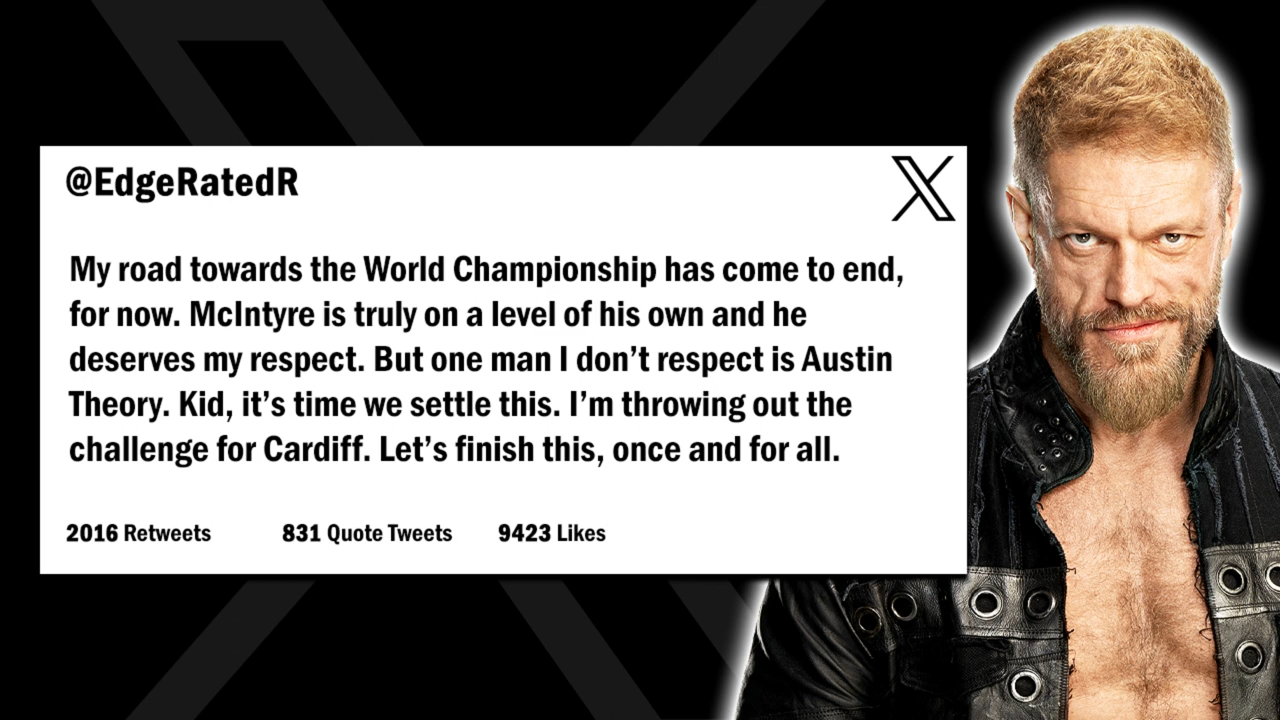 @EdgeRatedR
My road towards the World Championship has come to end,
for now. McIntyre is truly on a level of his own and he
deserves my respect. But one man I don’t respect is Austin
Theory. Kid, it’s time we settle this. I’m throwing out the
challenge for Cardiff. Let’s finish this, once and for all.
2016 Retweets 831 Quote Tweets 9423 Likes